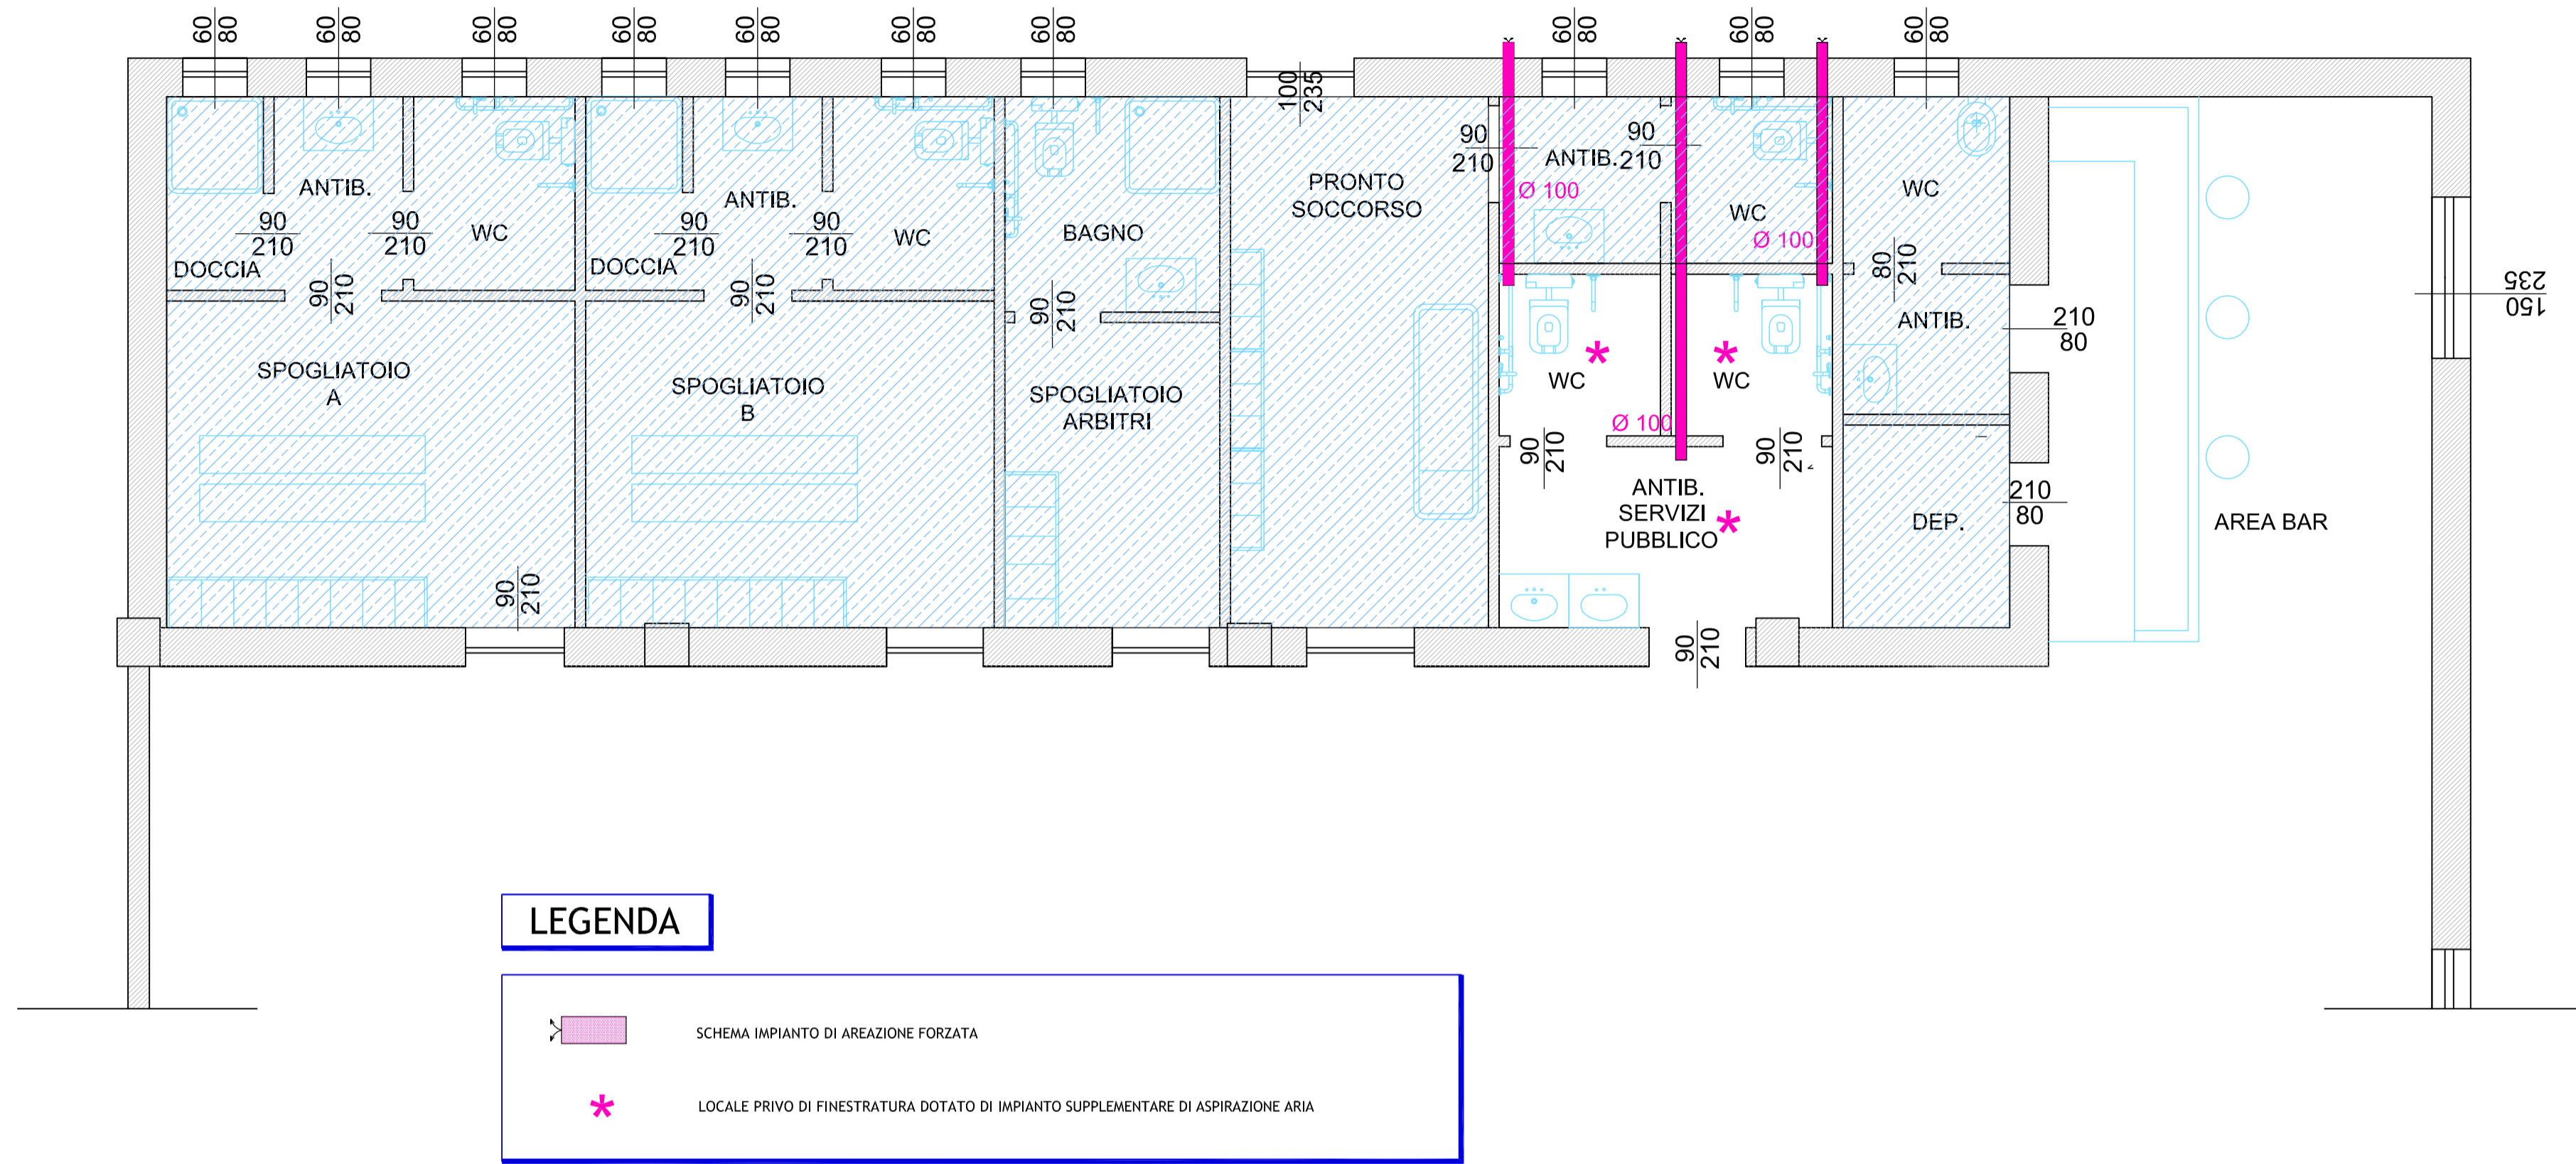 60 80
60 80
60 80
60 80
60 80
60 80
60 80
60 80
60 80
60 80
100 235
ANTIB.
90 210
90 210
WC
DOCCIA
90 210
SPOGLIATOIO
A
90 210
ANTIB.
90 210
90 210
WC
DOCCIA
90 210
SPOGLIATOIO
B
BAGNO
90 210
SPOGLIATOIO
ARBITRI
PRONTO
SOCCORSO
90 210
ANTIB.
90 210
Ø 100
WC
Ø 100
WC
WC
Ø 100
90 210
90 210
ANTIB.
SERVIZI
PUBBLICO
90 210
WC
80 210
ANTIB.
210 80
DEP.
210 80
AREA BAR
235 150
LEGENDA
SCHEMA IMPIANTO DI AREAZIONE FORZATA
LOCALE PRIVO DI FINESTRATURA DOTATO DI IMPIANTO SUPPLEMENTARE DI ASPIRAZIONE ARIA